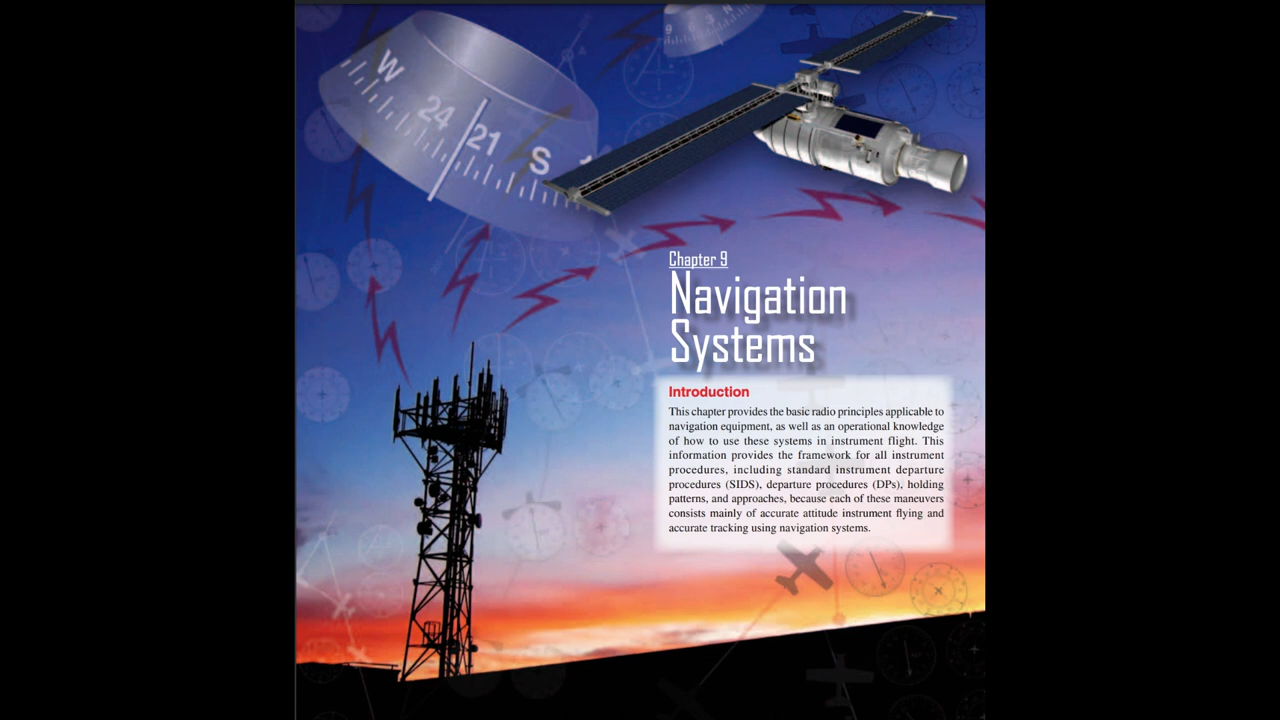 W 24 21 S
Chapter 9
Navigation
Systems
Introduction
This chapter provides the basic radio principles applicable to
navigation equipment, as well as an operational knowledge
of how to use these systems in instrument flight. This
information provides the framework for all instrument
procedures, including standard instrument departure
procedures (SIDS), departure procedures (DPs), holding
patterns, and approaches, because each of these maneuvers
consists mainly of accurate attitude instrument flying and
accurate tracking using navigation systems.